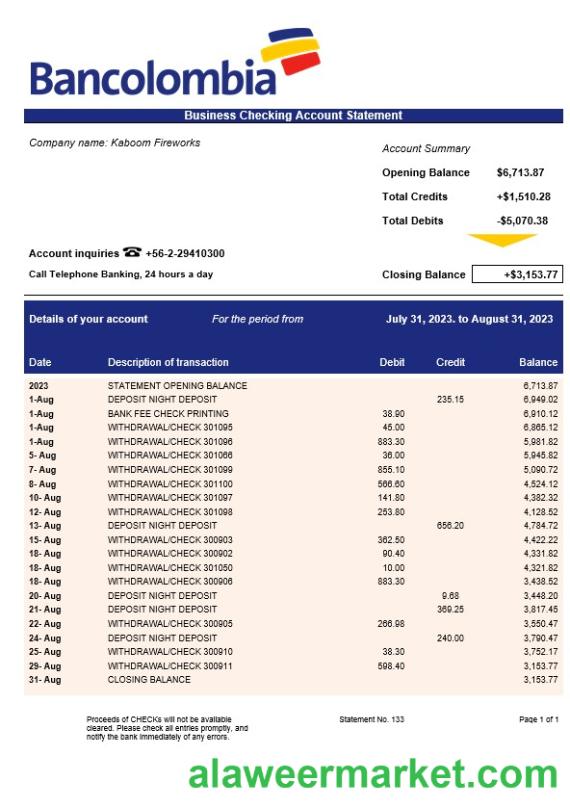 Bancolombia
Business Checking Account Statement
Company name: Kaboom Fireworks
Account Summary
Opening Balance $6,713.87
Total Credits +$1,510.28
Total Debits -$5,070.38
Account inquiries ☎ +56-2-29410300
Call Telephone Banking, 24 hours a day
Closing Balance +$3,153.77
Details of your account For the period from July 31, 2023. to August 31, 2023
Date Description of transaction Debit Credit Balance
2023 STATEMENT OPENING BALANCE 6,713.87
1-Aug DEPOSIT NIGHT DEPOSIT 235.15 6,949.02
1-Aug BANK FEE CHECK PRINTING 38.90 6,910.12
1-Aug WITHDRAWAL/CHECK 301095 45.00 6,865.12
1-Aug WITHDRAWAL/CHECK 301096 883.30 5,981.82
5- Aug WITHDRAWAL/CHECK 301066 36.00 5,945.82
7- Aug WITHDRAWAL/CHECK 301099 855.10 5,090.72
8- Aug WITHDRAWAL/CHECK 301100 566.60 4,524.12
10- Aug WITHDRAWAL/CHECK 301097 141.80 4,382.32
12- Aug WITHDRAWAL/CHECK 301098 253.80 4,128.52
13- Aug DEPOSIT NIGHT DEPOSIT 656.20 4,784.72
15- Aug WITHDRAWAL/CHECK 300903 362.50 4,422.22
18- Aug WITHDRAWAL/CHECK 300902 90.40 4,331.82
18- Aug WITHDRAWAL/CHECK 301050 10.00 4,321.82
18- Aug WITHDRAWAL/CHECK 300906 883.30 3,438.52
20- Aug DEPOSIT NIGHT DEPOSIT 9.68 3,448.20
21- Aug DEPOSIT NIGHT DEPOSIT 369.25 3,817.45
22- Aug WITHDRAWAL/CHECK 300905 266.98 3,550.47
24- Aug DEPOSIT NIGHT DEPOSIT 240.00 3,790.47
25- Aug WITHDRAWAL/CHECK 300910 38.30 3,752.17
29- Aug WITHDRAWAL/CHECK 300911 598.40 3,153.77
31- Aug CLOSING BALANCE 3,153.77
Proceeds of CHECKs will not be available
cleared. Please check all entries promptly, and
notify the bank immediately of any errors.
Statement No. 133
Page 1 of 1
alaweermarket.com